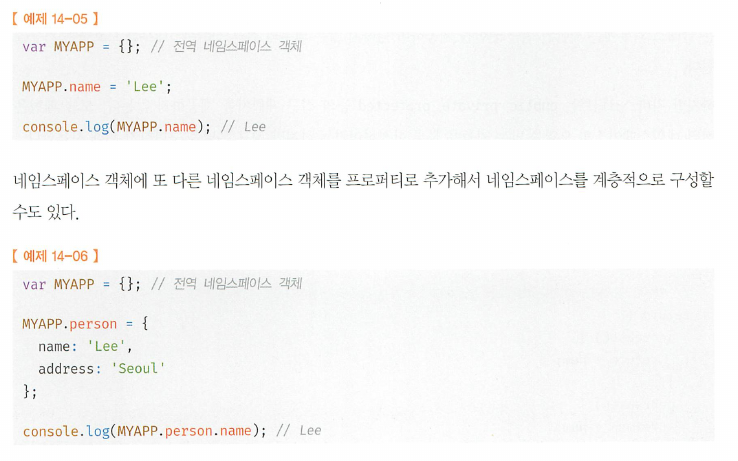 【 예제 14-05 】
var MYAPP = {}; // 전역 네임스페이스 객체
MYAPP.name = 'Lee';
console.log(MYAPP.name); // Lee
네임스페이스 객체에 또 다른 네임스페이스 객체를 프로퍼티로 추가해서 네임스페이스를 계층적으로 구성할
수도 있다.
【 예제 14-06 】
var MYAPP = {}; // 전역 네임스페이스 객체
MYAPP.person = {
  name: 'Lee',
  address: 'Seoul'
};
console.log(MYAPP.person.name); // Lee